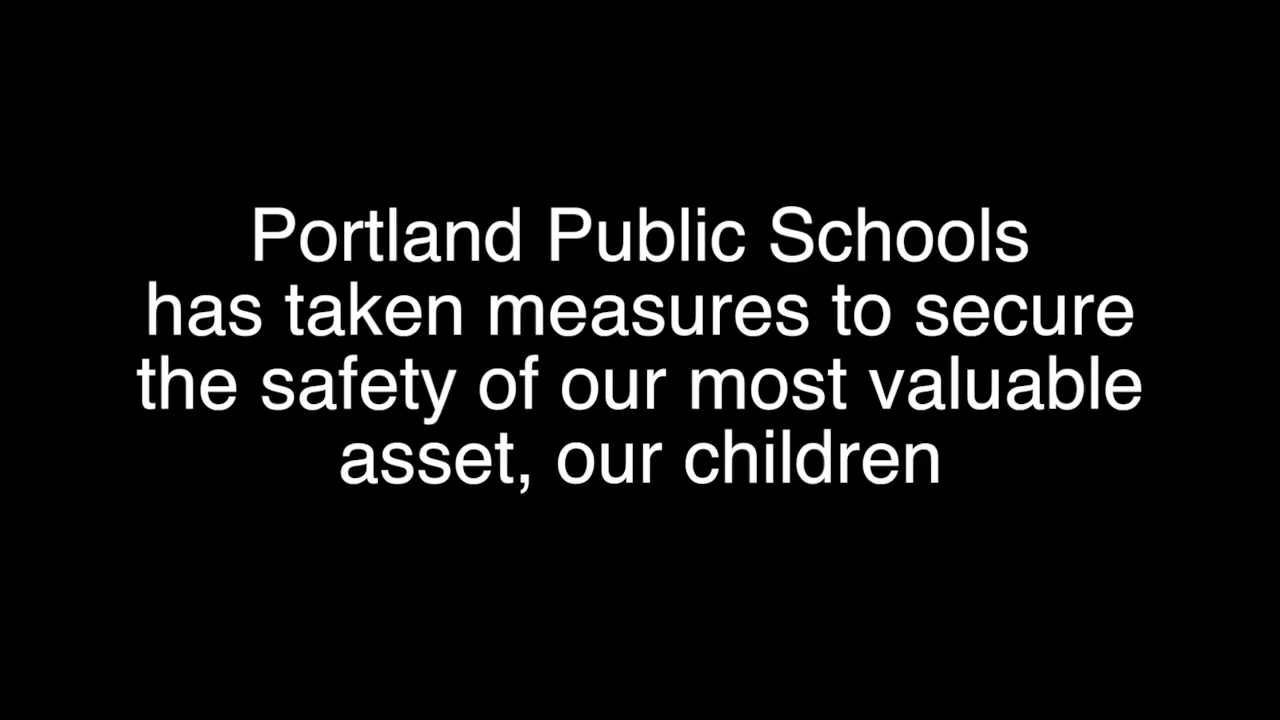 Portland Public Schools
has taken measures to secure
the safety of our most valuable
asset, our children